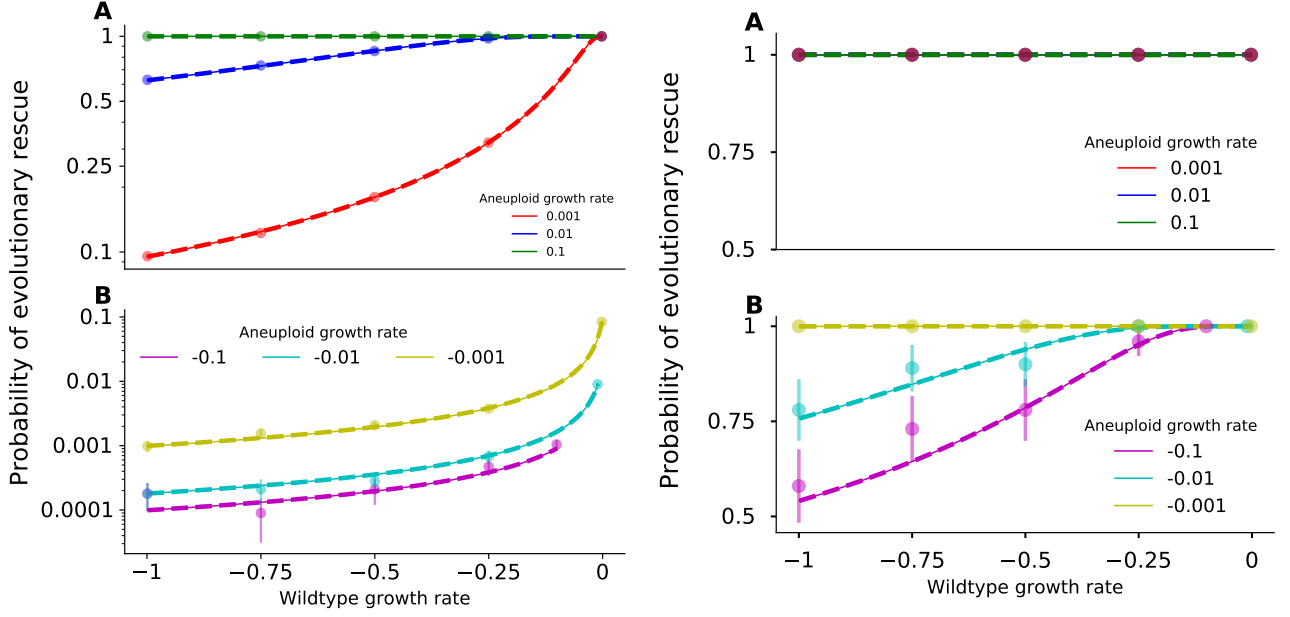 A
Probability of evolutionary rescue
1
0.5
0.25
0.1
Aneuploid growth rate
0.001
0.01
0.1
B
0.1
0.01
0.001
0.0001
Aneuploid growth rate
-0.1 -0.01 -0.001
−1 −0.75 −0.5 −0.25 0
Wildtype growth rate
A
Probability of evolutionary rescue
1
0.75
0.5
Aneuploid growth rate
0.001
0.01
0.1
B
1
0.75
0.5
Aneuploid growth rate
-0.1
-0.01
-0.001
−1 −0.75 −0.5 −0.25 0
Wildtype growth rate